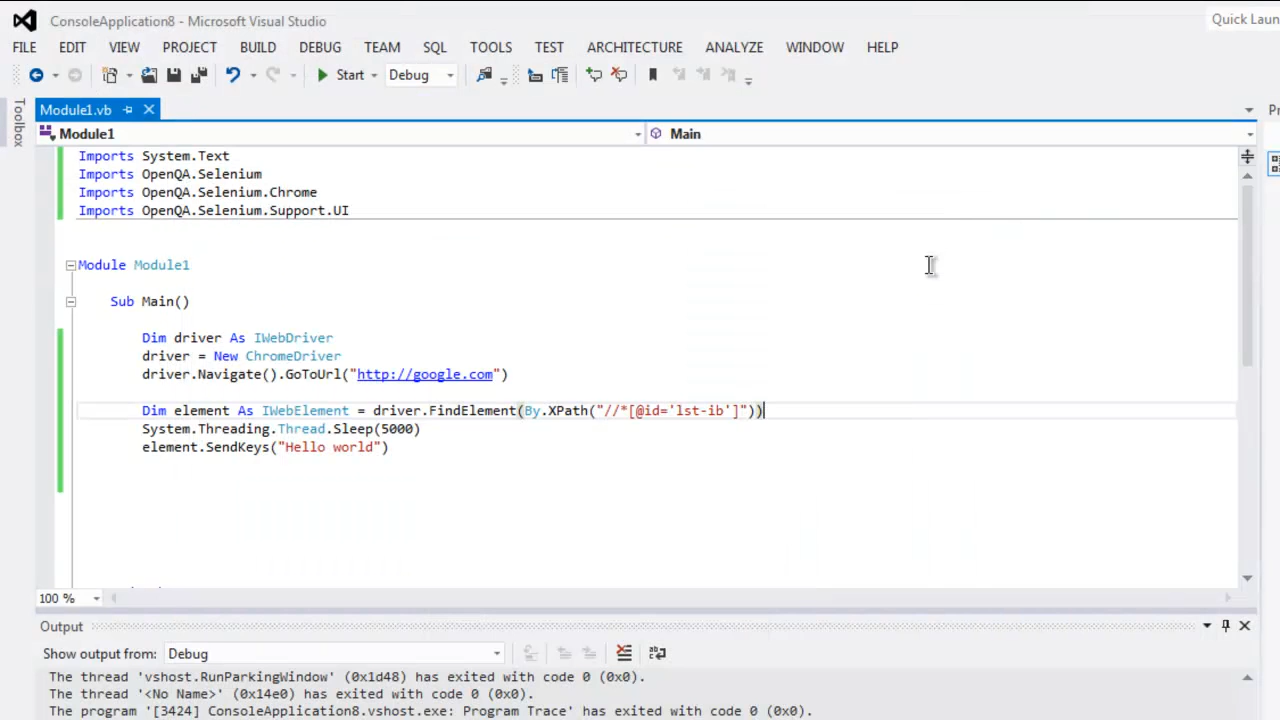 ConsoleApplication8 - Microsoft Visual Studio
Quick Laun
FILE EDIT VIEW PROJECT BUILD DEBUG TEAM SQL TOOLS TEST ARCHITECTURE ANALYZE WINDOW HELP
Start Debug
Toolbox
Module1.vb
Pr
Module1 Main
Imports System.Text
Imports OpenQA.Selenium
Imports OpenQA.Selenium.Chrome
Imports OpenQA.Selenium.Support.UI
Module Module1
Sub Main()
Dim driver As IWebDriver
driver = New ChromeDriver
driver.Navigate().GoToUrl("http://google.com")
Dim element As IWebElement = driver.FindElement(By.XPath("//*[@id='lst-ib']"))
System.Threading.Thread.Sleep(5000)
element.SendKeys("Hello world")
100 %
Output
Show output from: Debug
The thread 'vshost.RunParkingWindow' (0x1d48) has exited with code 0 (0x0).
The thread '<No Name>' (0x14e0) has exited with code 0 (0x0).
The program '[3424] ConsoleApplication8.vshost.exe: Program Trace' has exited with code 0 (0x0).